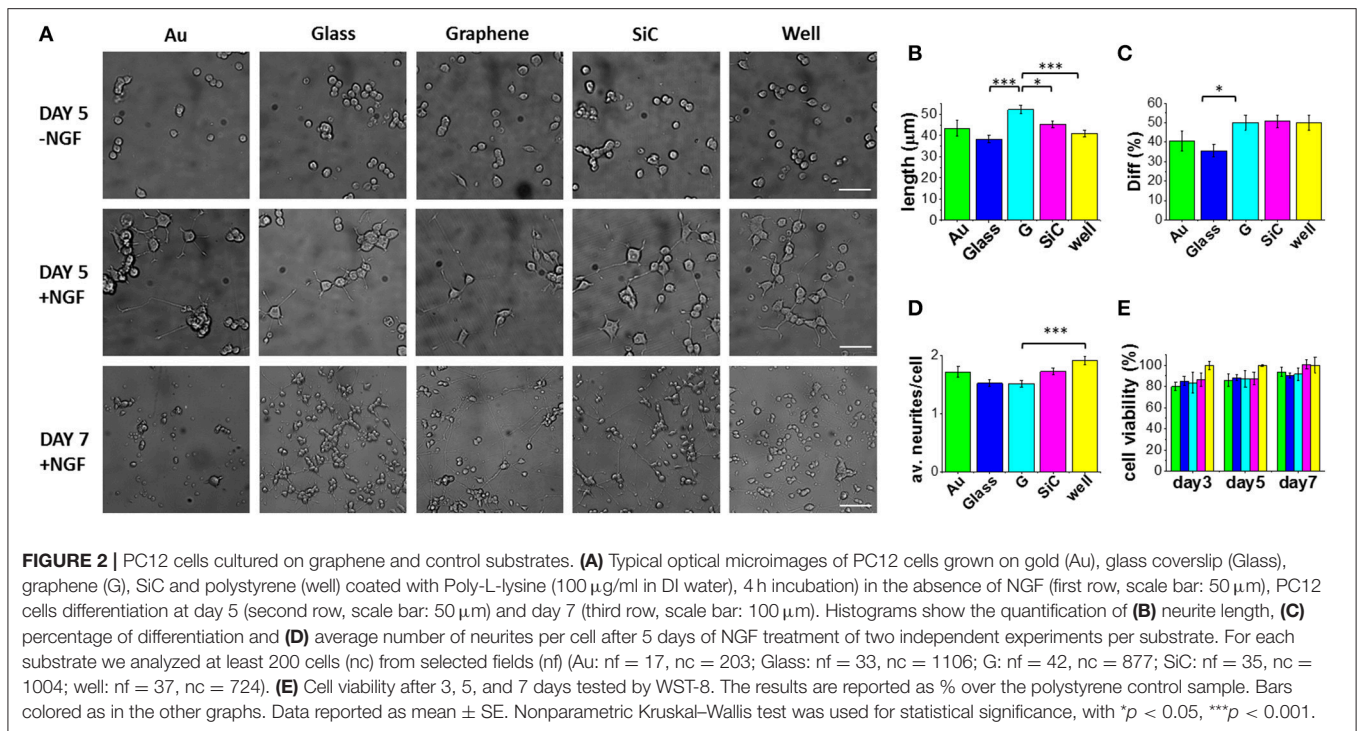 A
Au Glass Graphene SiC Well
DAY 5
-NGF
DAY 5
+NGF
DAY 7
+NGF
B
***
*** *
length (μm)
50
40
30
20
10
0
Au Glass G SiC well
C
*
Diff (%)
60
50
40
30
20
10
0
Au Glass G SiC well
D
***
av. neurites/cell
2
1
0
Au Glass G SiC well
E
cell viability (%)
100
80
60
40
20
0
day3 day5 day7
FIGURE 2 | PC12 cells cultured on graphene and control substrates. (A) Typical optical microimages of PC12 cells grown on gold (Au), glass coverslip (Glass),
graphene (G), SiC and polystyrene (well) coated with Poly-L-lysine (100 μg/ml in DI water), 4 h incubation) in the absence of NGF (first row, scale bar: 50 μm), PC12
cells differentiation at day 5 (second row, scale bar: 50 μm) and day 7 (third row, scale bar: 100 μm). Histograms show the quantification of (B) neurite length, (C)
percentage of differentiation and (D) average number of neurites per cell after 5 days of NGF treatment of two independent experiments per substrate. For each
substrate we analyzed at least 200 cells (nc) from selected fields (nf) (Au: nf = 17, nc = 203; Glass: nf = 33, nc = 1106; G: nf = 42, nc = 877; SiC: nf = 35, nc =
1004; well: nf = 37, nc = 724). (E) Cell viability after 3, 5, and 7 days tested by WST-8. The results are reported as % over the polystyrene control sample. Bars
colored as in the other graphs. Data reported as mean ± SE. Nonparametric Kruskal–Wallis test was used for statistical significance, with *p < 0.05, ***p < 0.001.